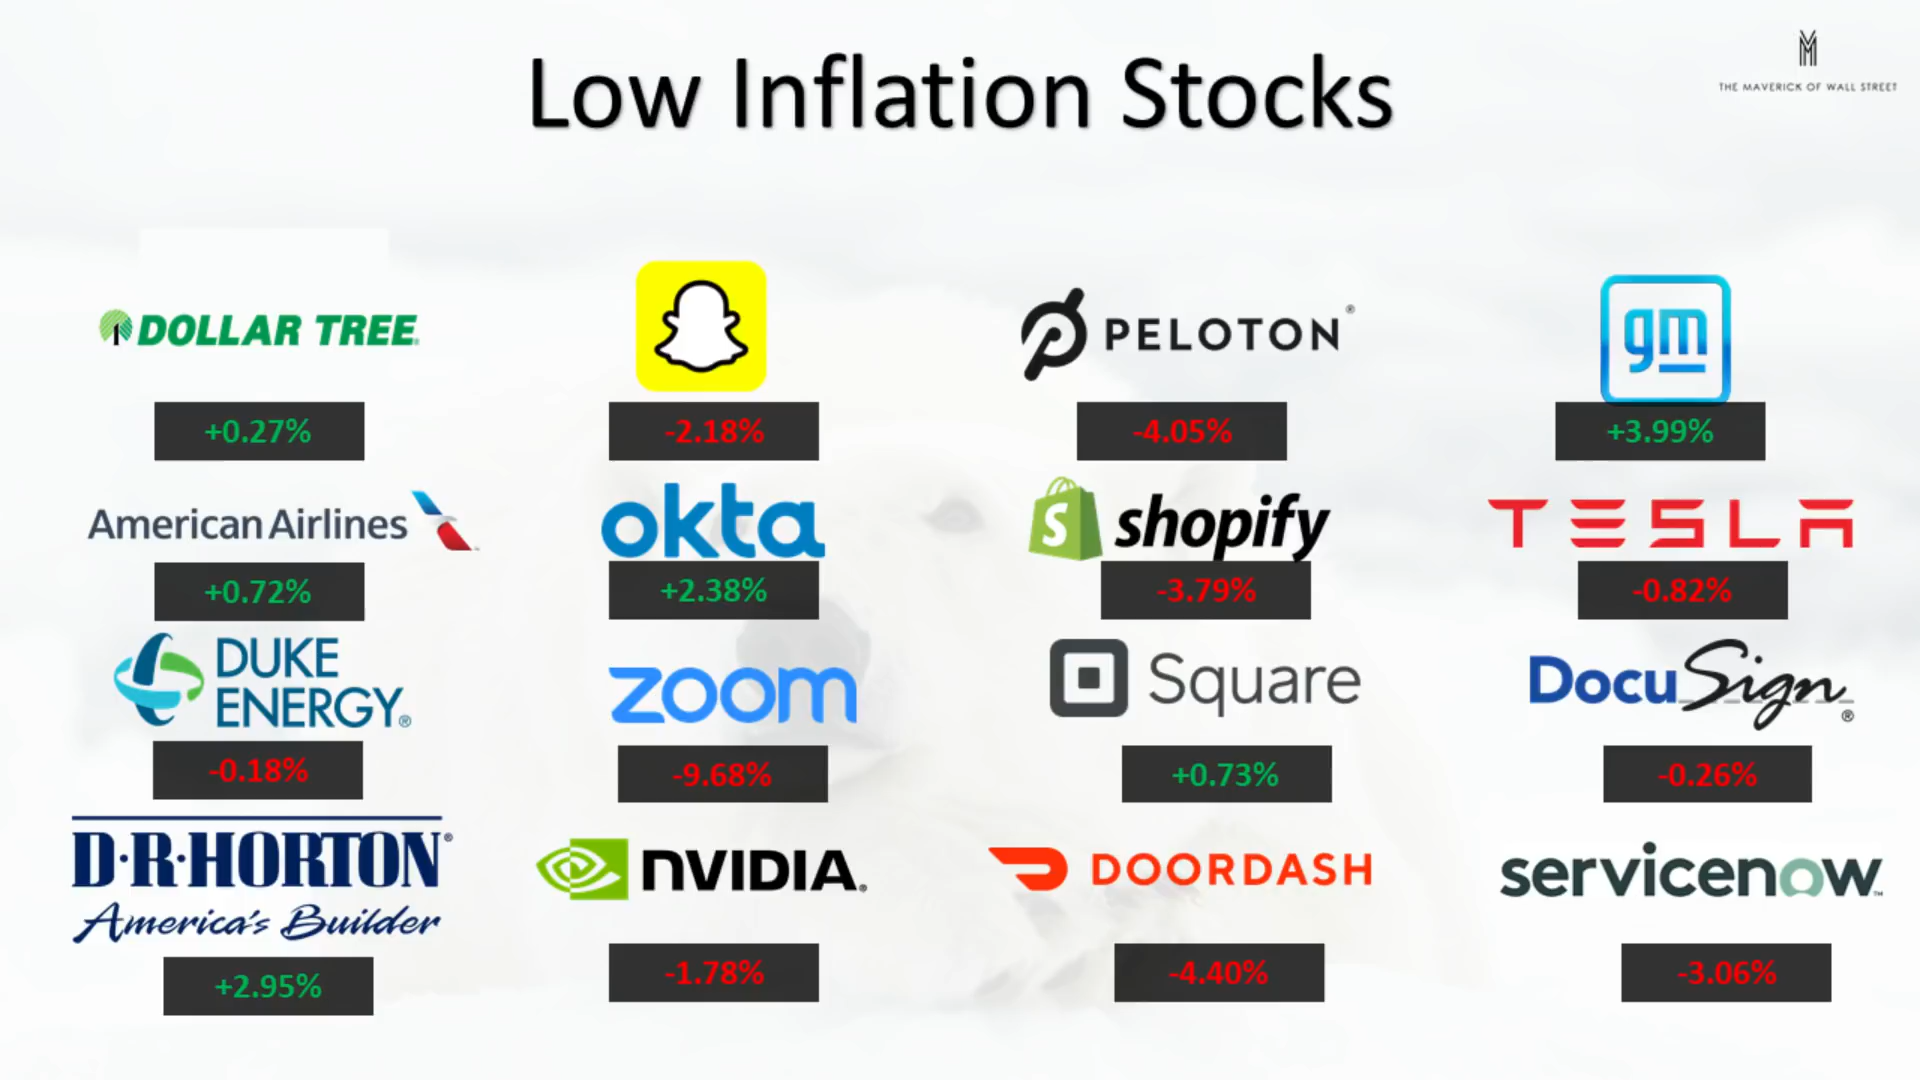 Low Inflation Stocks
THE MAVERICK OF WALL STREET
DOLLAR TREE
PELOTON®
gm
+0.27%
-2.18%
-4.05%
+3.99%
American Airlines
okta
shopify
TESLA
+0.72%
+2.38%
-3.79%
-0.82%
DUKE
ENERGY®
zoom
Square
DocuSign®
-0.18%
-9.68%
+0.73%
-0.26%
D·R·HORTON®
America's Builder
NVIDIA.
DOORDASH
servicenow™
+2.95%
-1.78%
-4.40%
-3.06%